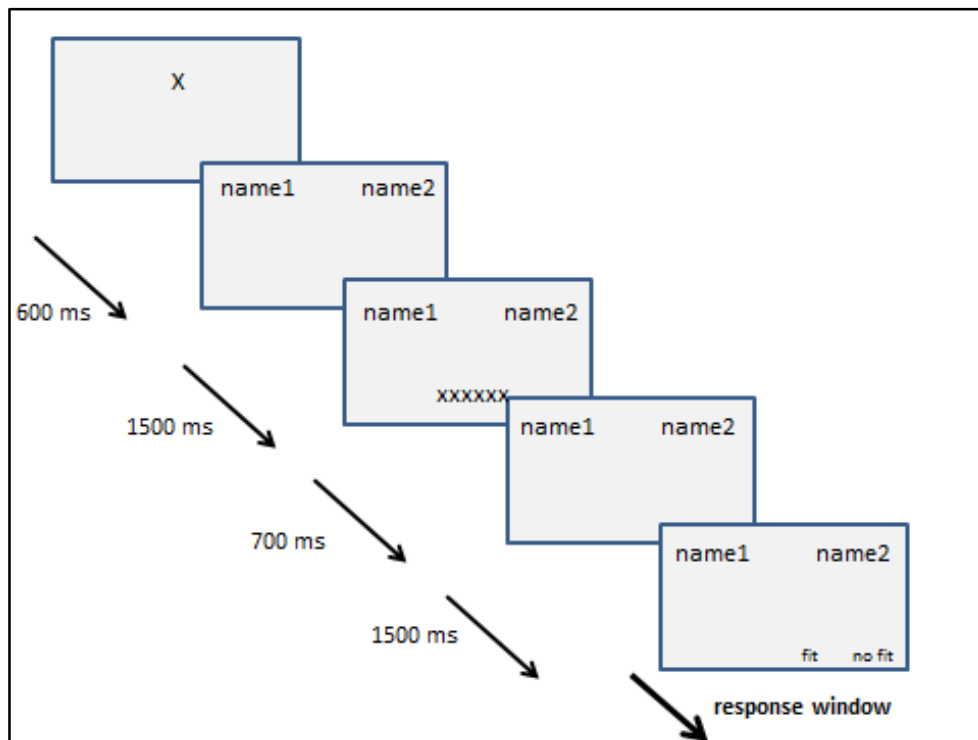 X
name1 name2
name1 name2
600 ms
xxxxxx
name1 name2
1500 ms
700 ms
name1 name2
1500 ms
fit no fit
response window